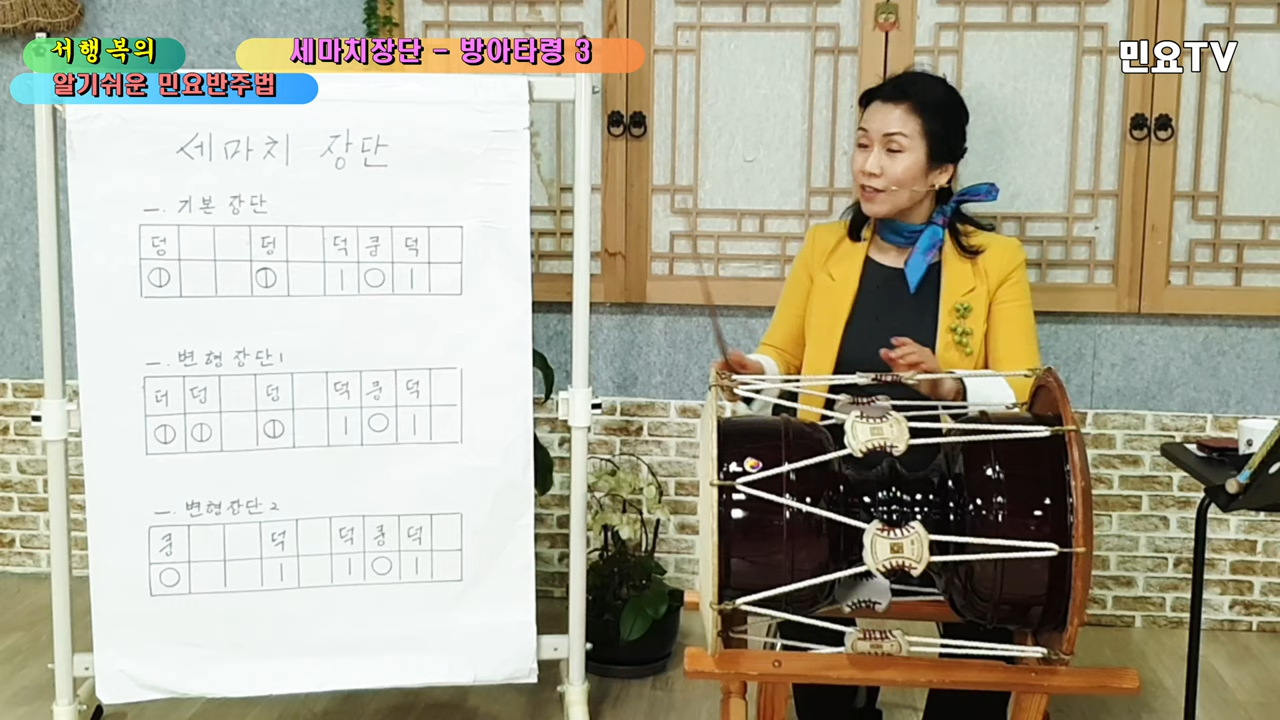 서행복의
알기쉬운 민요반주법
세마치장단 - 방아타령 3
민요TV
세마치 장단
一. 기본 장단
덩 덩 덕 쿵 덕
一. 변형 장단1
더 덩 덩 덕 쿵 덕
一. 변형장단2
쿵 덕 덕 쿵 덕